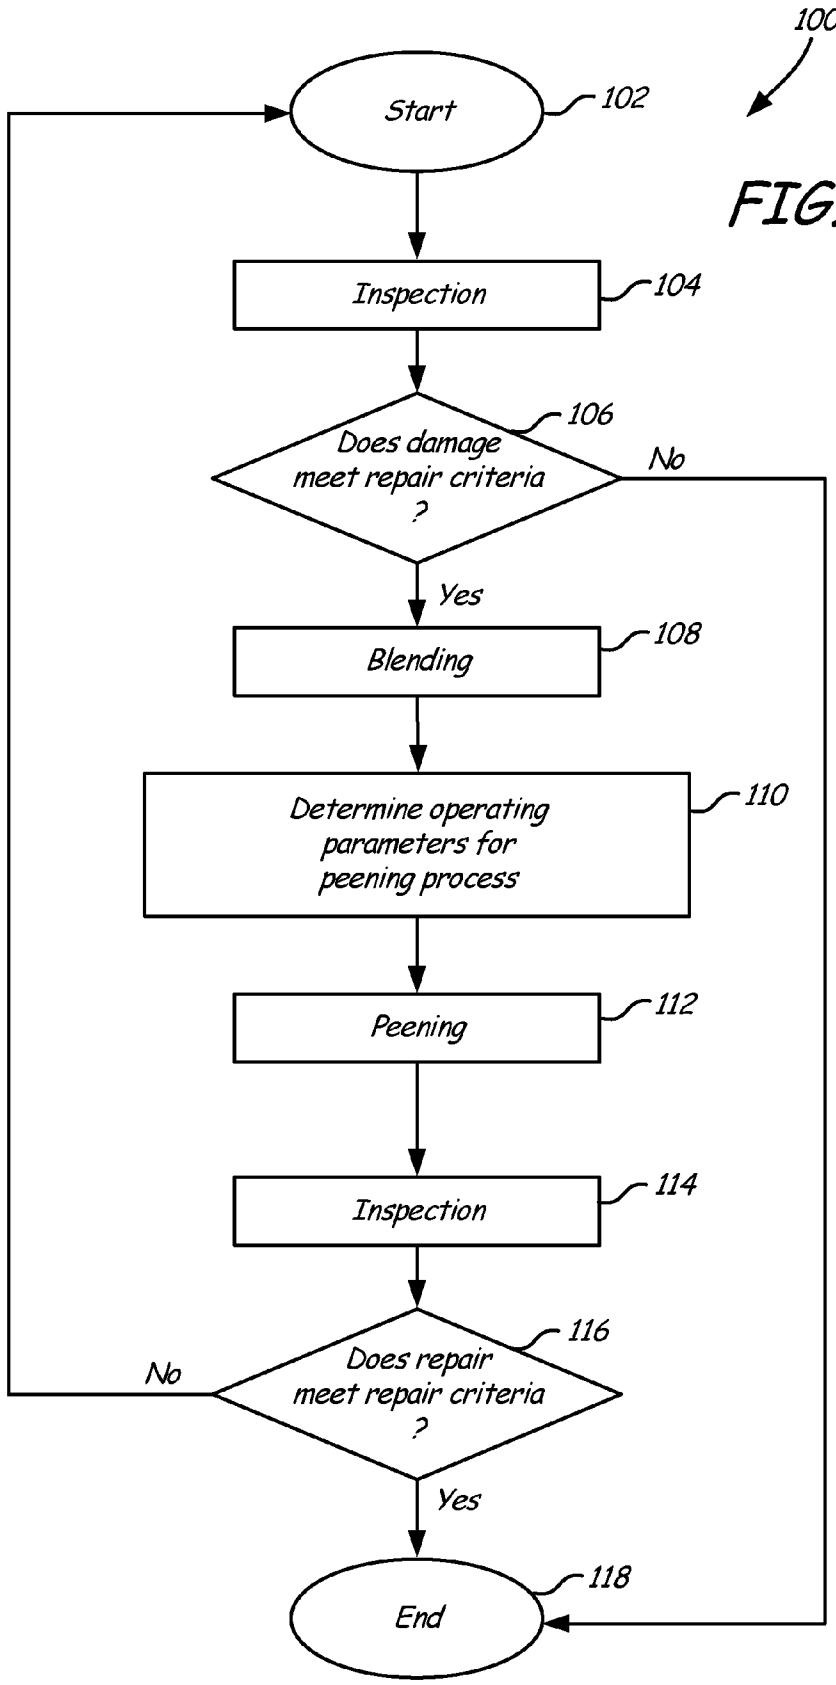 100
Start
102
FIG.
Inspection
104
106
Does damage
meet repair criteria
?
No
Yes
Blending
108
Determine operating
parameters for
peening process
110
Peening
112
Inspection
114
116
Does repair
meet repair criteria
?
No
Yes
End
118